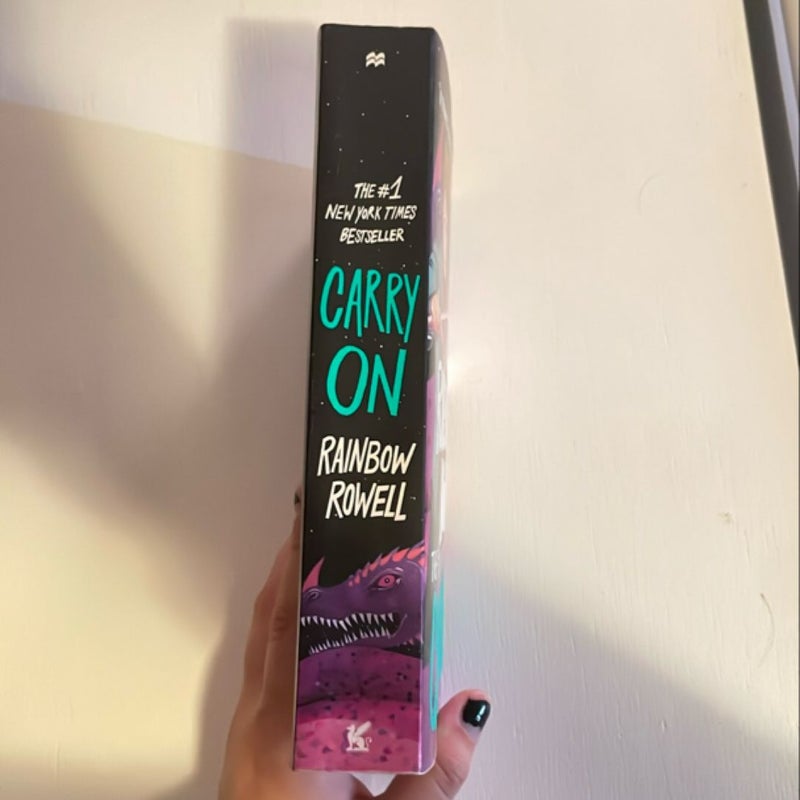 THE #1
NEW YORK TIMES
BESTSELLER
CARRY
ON
RAINBOW
ROWELL